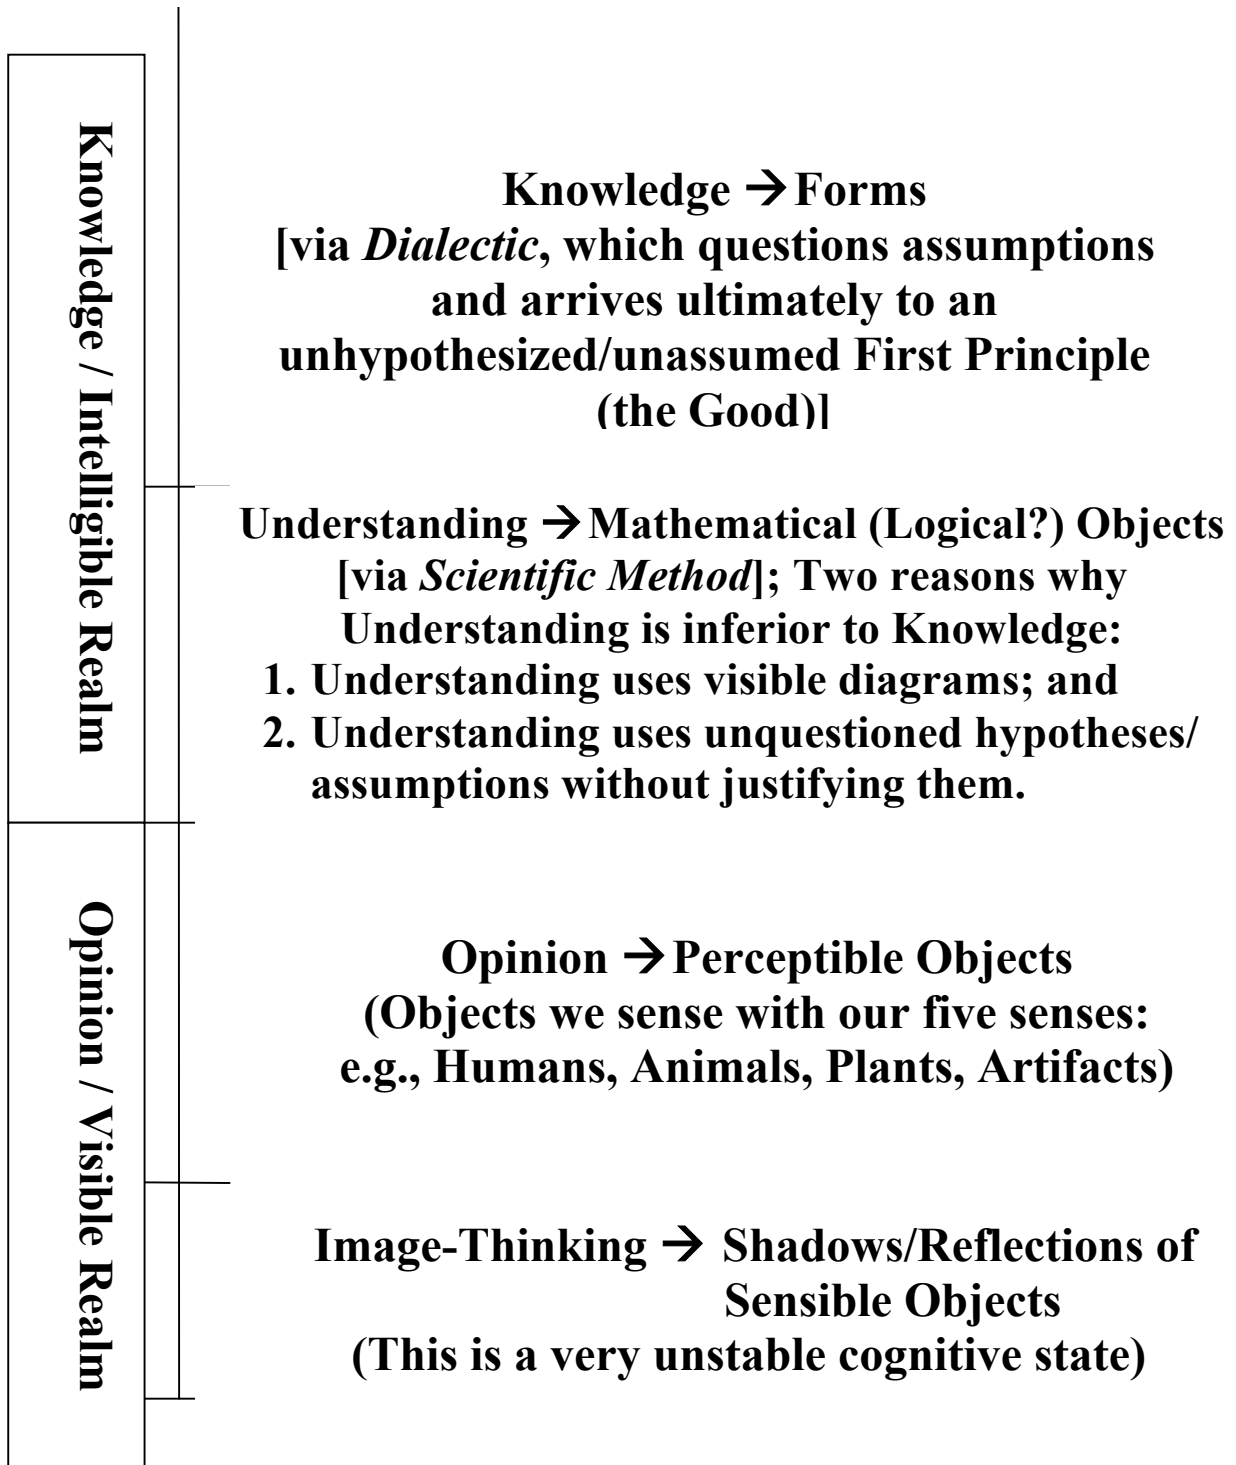 Knowledge / Intelligible Realm
Knowledge → Forms
[via Dialectic, which questions assumptions
and arrives ultimately to an
unhypothesized/unassumed First Principle
(the Good)]
Understanding → Mathematical (Logical?) Objects
[via Scientific Method]; Two reasons why
Understanding is inferior to Knowledge:
1. Understanding uses visible diagrams; and
2. Understanding uses unquestioned hypotheses/
assumptions without justifying them.
Opinion / Visible Realm
Opinion → Perceptible Objects
(Objects we sense with our five senses:
e.g., Humans, Animals, Plants, Artifacts)
Image-Thinking → Shadows/Reflections of
Sensible Objects
(This is a very unstable cognitive state)